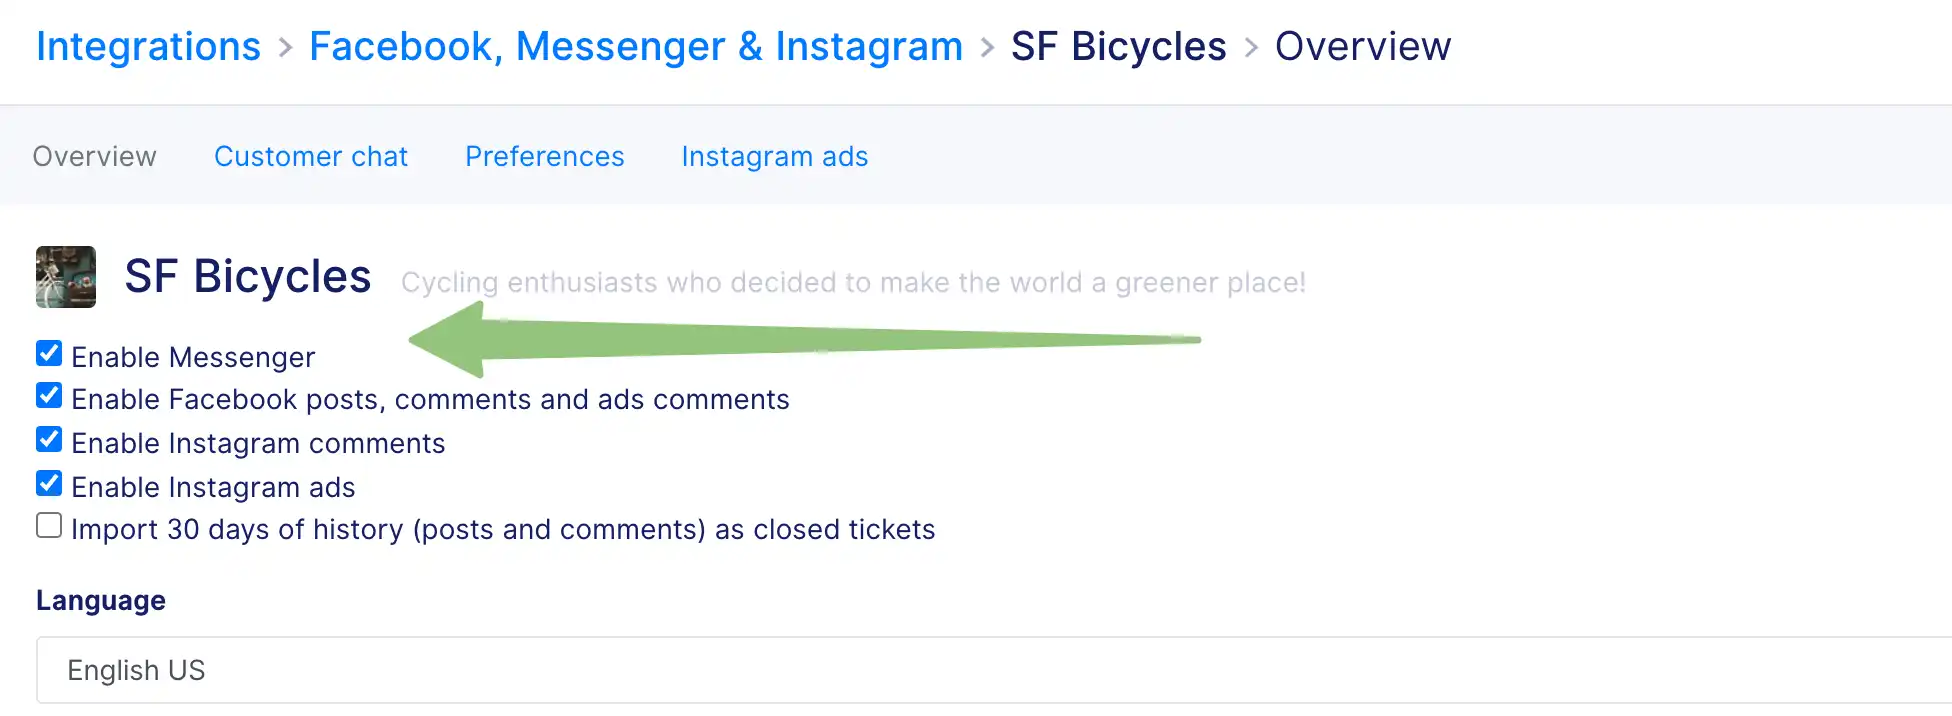 Integrations > Facebook, Messenger & Instagram > SF Bicycles > Overview
Overview Customer chat Preferences Instagram ads
SF Bicycles Cycling enthusiasts who decided to make the world a greener place!
Enable Messenger
Enable Facebook posts, comments and ads comments
Enable Instagram comments
Enable Instagram ads
Import 30 days of history (posts and comments) as closed tickets
Language
English US